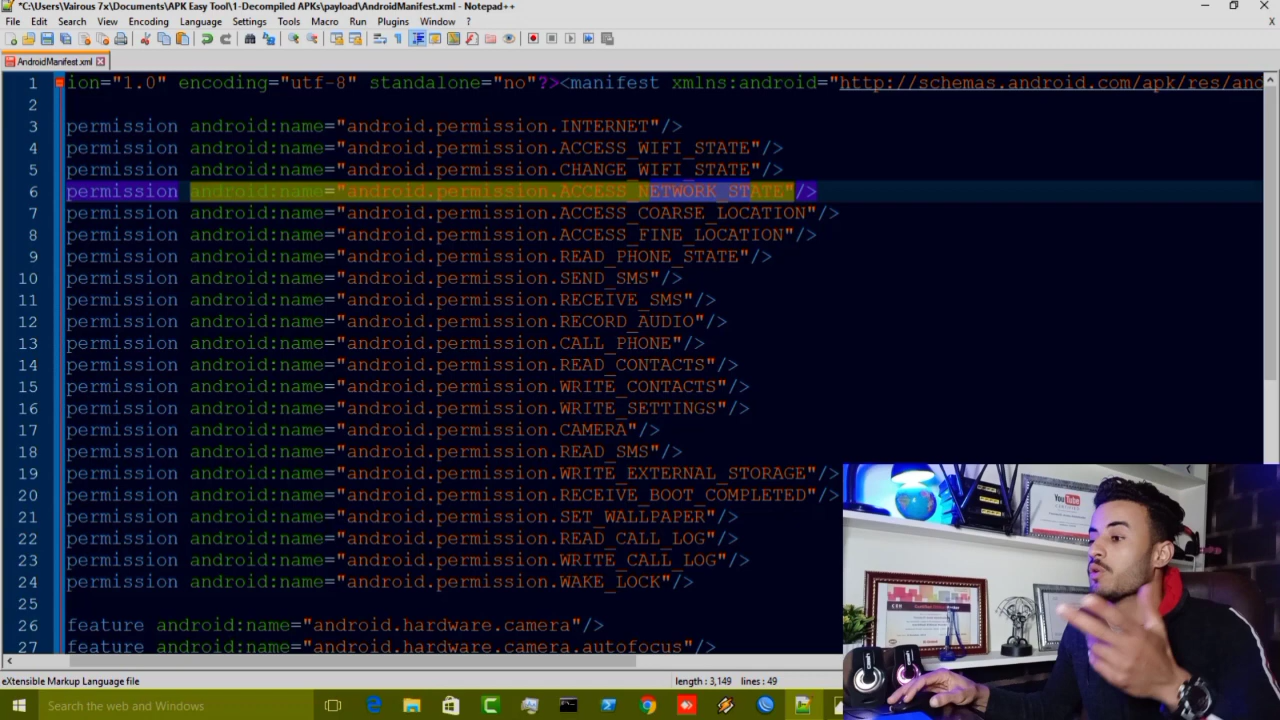 *C:\Users\Vairous 7x\Documents\APK Easy Tool\1-Decompiled APKs\payload\AndroidManifest.xml - Notepad++
File Edit Search View Encoding Language Settings Tools Macro Run Plugins Window ? X
AndroidManifest.xml
1 ion="1.0" encoding="utf-8" standalone="no"?><manifest xmlns:android="http://schemas.android.com/apk/res/and
2
3 permission android:name="android.permission.INTERNET"/>
4 permission android:name="android.permission.ACCESS_WIFI_STATE"/>
5 permission android:name="android.permission.CHANGE_WIFI_STATE"/>
6 permission android:name="android.permission.ACCESS_NETWORK_STATE"/>
7 permission android:name="android.permission.ACCESS_COARSE_LOCATION"/>
8 permission android:name="android.permission.ACCESS_FINE_LOCATION"/>
9 permission android:name="android.permission.READ_PHONE_STATE"/>
10 permission android:name="android.permission.SEND_SMS"/>
11 permission android:name="android.permission.RECEIVE_SMS"/>
12 permission android:name="android.permission.RECORD_AUDIO"/>
13 permission android:name="android.permission.CALL_PHONE"/>
14 permission android:name="android.permission.READ_CONTACTS"/>
15 permission android:name="android.permission.WRITE_CONTACTS"/>
16 permission android:name="android.permission.WRITE_SETTINGS"/>
17 permission android:name="android.permission.CAMERA"/>
18 permission android:name="android.permission.READ_SMS"/>
19 permission android:name="android.permission.WRITE_EXTERNAL_STORAGE"/>
20 permission android:name="android.permission.RECEIVE_BOOT_COMPLETED"/>
21 permission android:name="android.permission.SET_WALLPAPER"/>
22 permission android:name="android.permission.READ_CALL_LOG"/>
23 permission android:name="android.permission.WRITE_CALL_LOG"/>
24 permission android:name="android.permission.WAKE_LOCK"/>
25
26 feature android:name="android.hardware.camera"/>
27 feature android:name="android.hardware.camera.autofocus"/>
You Tube
CEH
eXtensible Markup Language file length : 3,149 lines : 49
Search the web and Windows